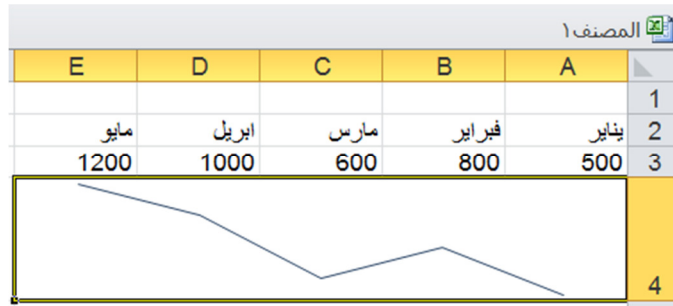 المصنف١
A B C D E
1
2 يناير فبراير مارس ابريل مايو
3 500 800 600 1000 1200
4